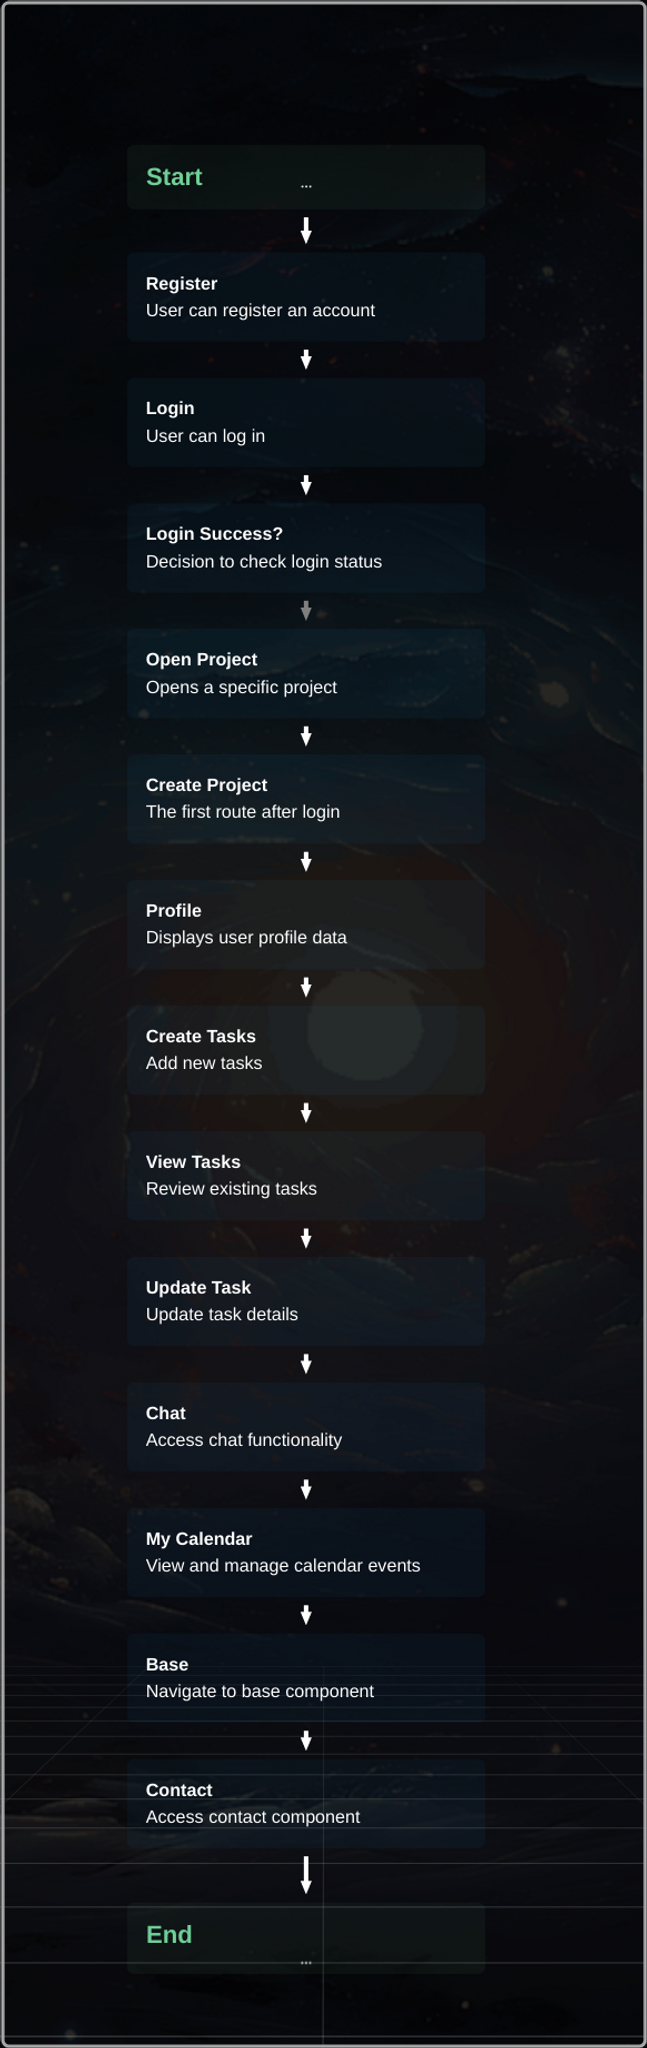 Start
...
Register
User can register an account
Login
User can log in
Login Success?
Decision to check login status
Open Project
Opens a specific project
Create Project
The first route after login
Profile
Displays user profile data
Create Tasks
Add new tasks
View Tasks
Review existing tasks
Update Task
Update task details
Chat
Access chat functionality
My Calendar
View and manage calendar events
Base
Navigate to base component
Contact
Access contact component
End
...